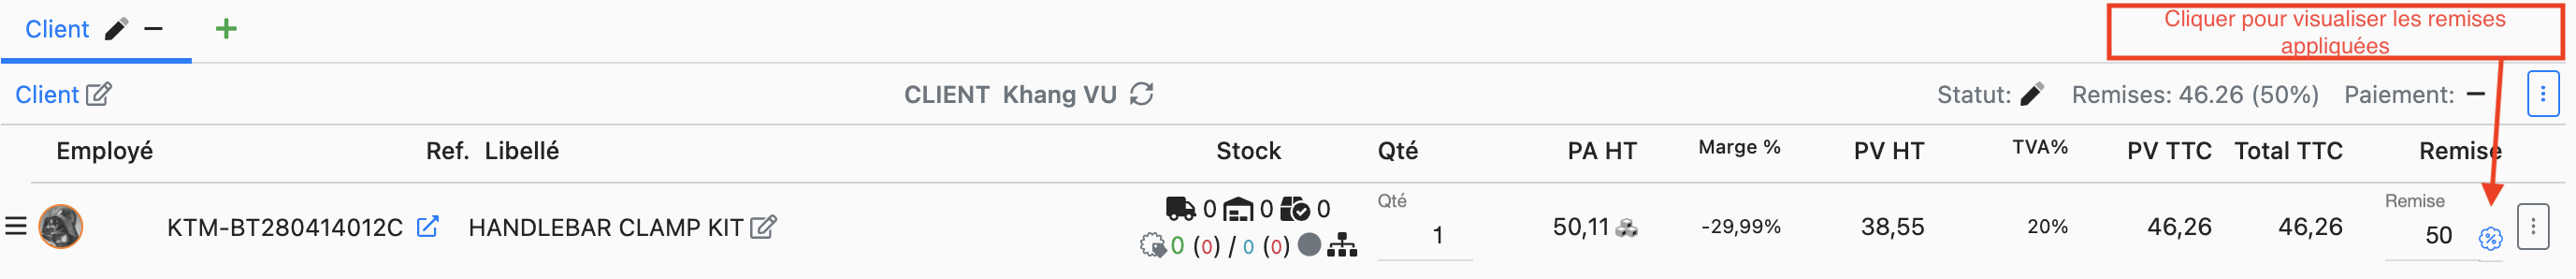 Client
Cliquer pour visualiser les remises
appliquées
Client
CLIENT Khang VU
Statut:
Remises: 46.26 (50%)
Paiement:
Employé Ref. Libellé Stock Qté PA HT Marge % PV HT TVA% PV TTC Total TTC Remise
0 0 0
Qté
Remise
KTM-BT280414012C HANDLEBAR CLAMP KIT 1 50,11 -29,99% 38,55 20% 46,26 46,26 50
0 (0) / 0 (0)